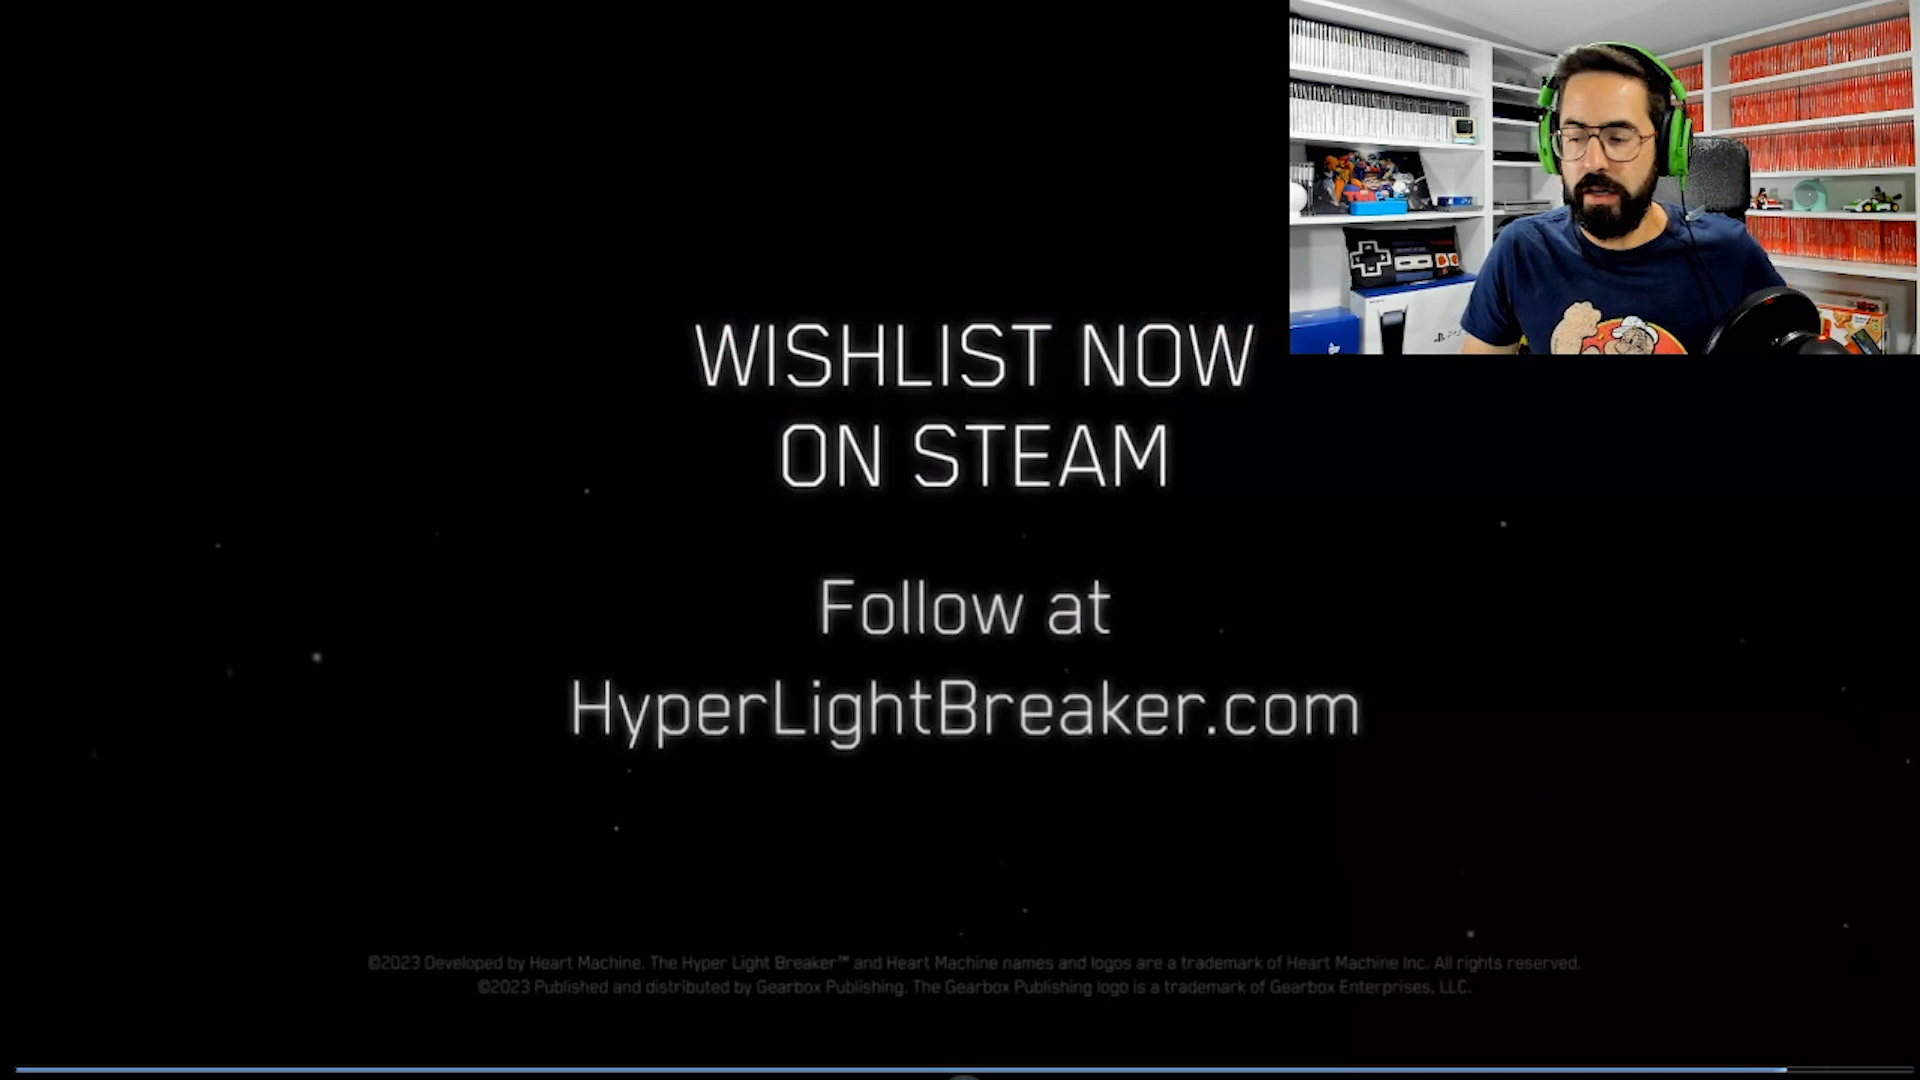 WISHLIST NOW
ON STEAM
Follow at
HyperLightBreaker.com
©2023 Developed by Heart Machine. The Hyper Light Breaker™ and Heart Machine names and logos are a trademark of Heart Machine Inc. All rights reserved.
©2023 Published and distributed by Gearbox Publishing. The Gearbox Publishing logo is a trademark of Gearbox Enterprises, LLC.